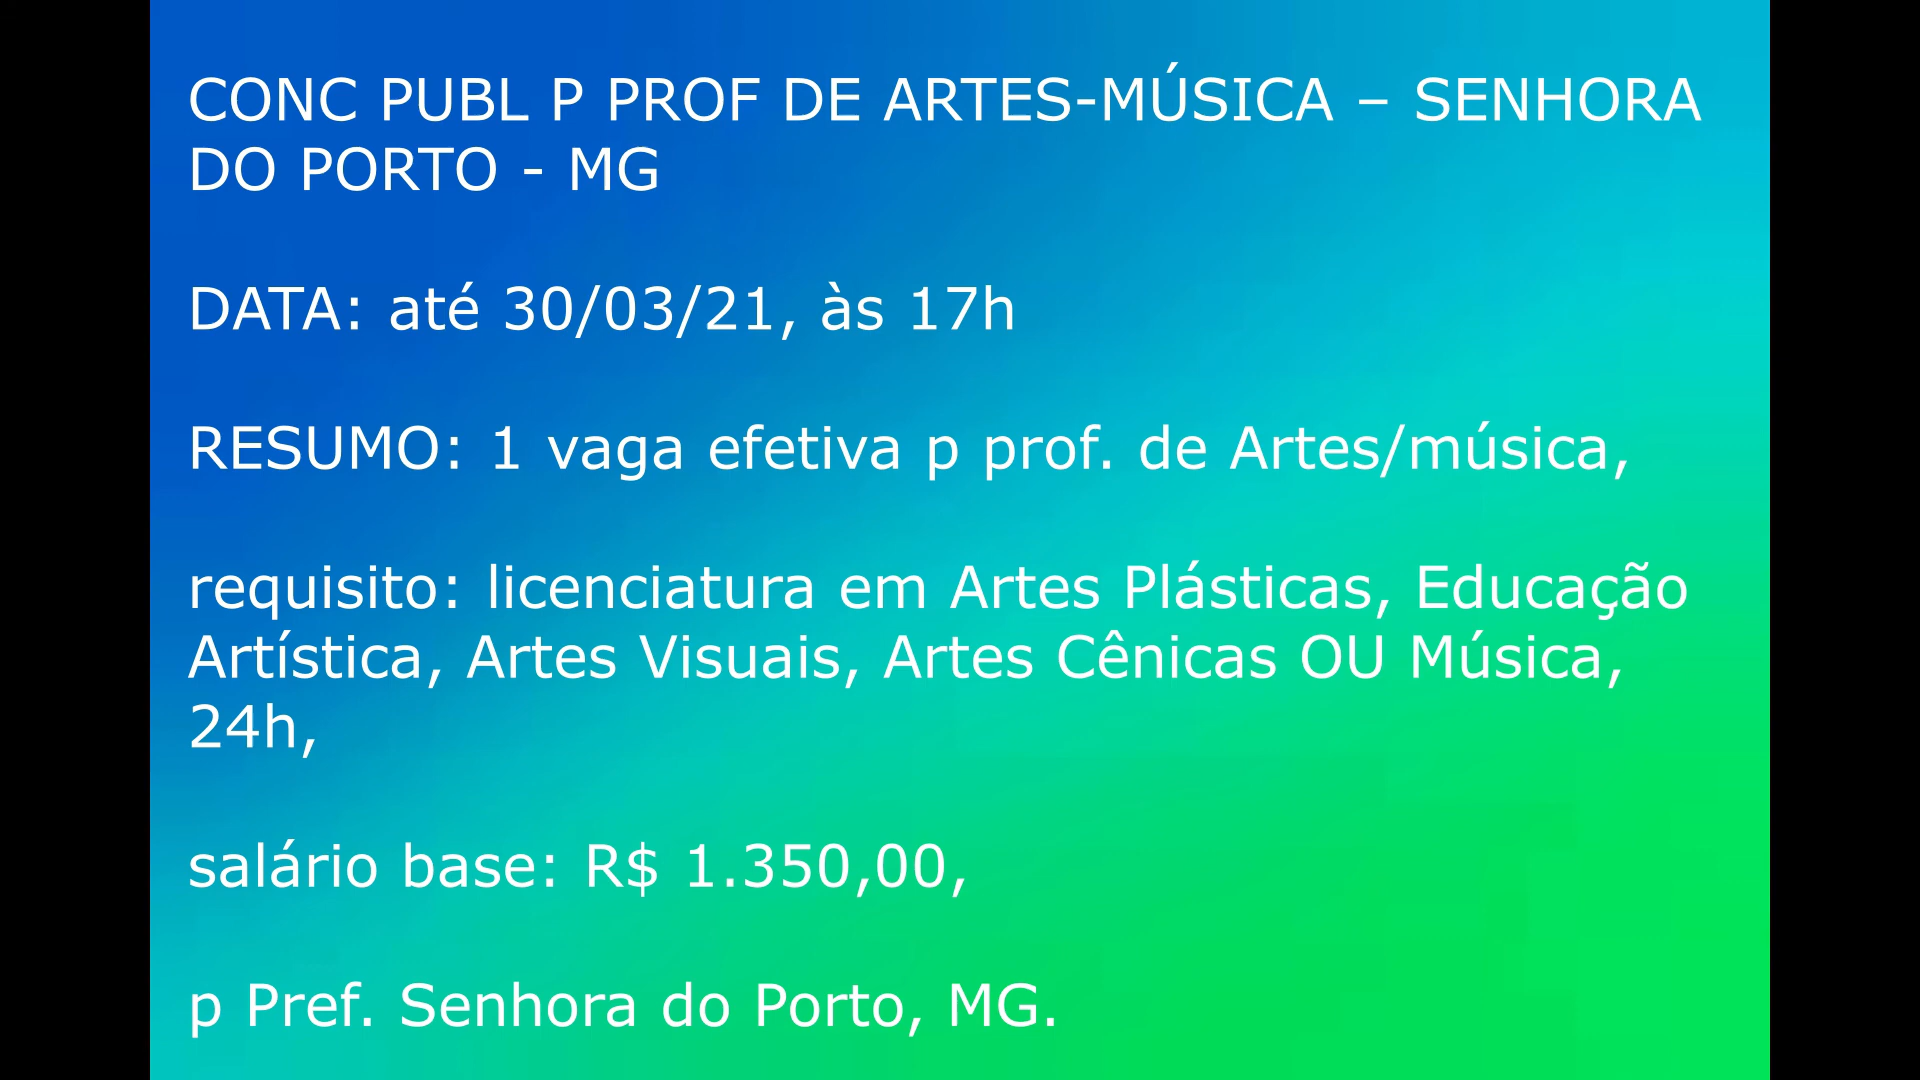 CONC PUBL P PROF DE ARTES-MÚSICA – SENHORA
DO PORTO - MG
DATA: até 30/03/21, às 17h
RESUMO: 1 vaga efetiva p prof. de Artes/música,
requisito: licenciatura em Artes Plásticas, Educação
Artística, Artes Visuais, Artes Cênicas OU Música,
24h,
salário base: R$ 1.350,00,
p Pref. Senhora do Porto, MG.